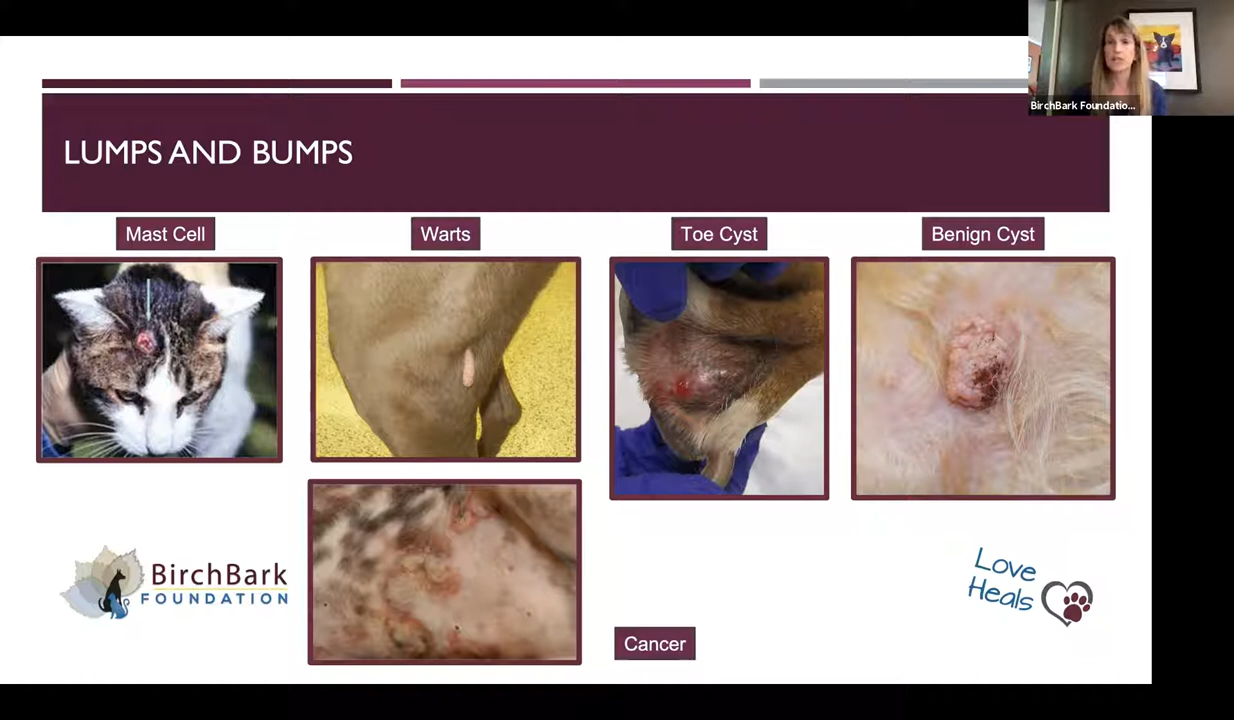 BirchBark Foundatio...
LUMPS AND BUMPS
Mast Cell
Warts
Toe Cyst
Benign Cyst
BirchBark
FOUNDATION
Love
Heals
Cancer